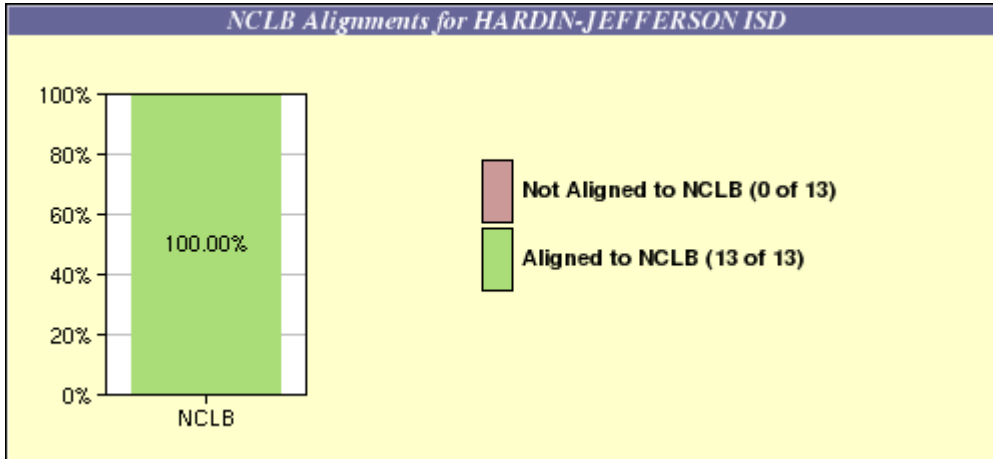 NCLB Alignments for HARDIN-JEFFERSON ISD
100%
80%
60%
40%
20%
0%
100.00%
NCLB
Not Aligned to NCLB (0 of 13)
Aligned to NCLB (13 of 13)